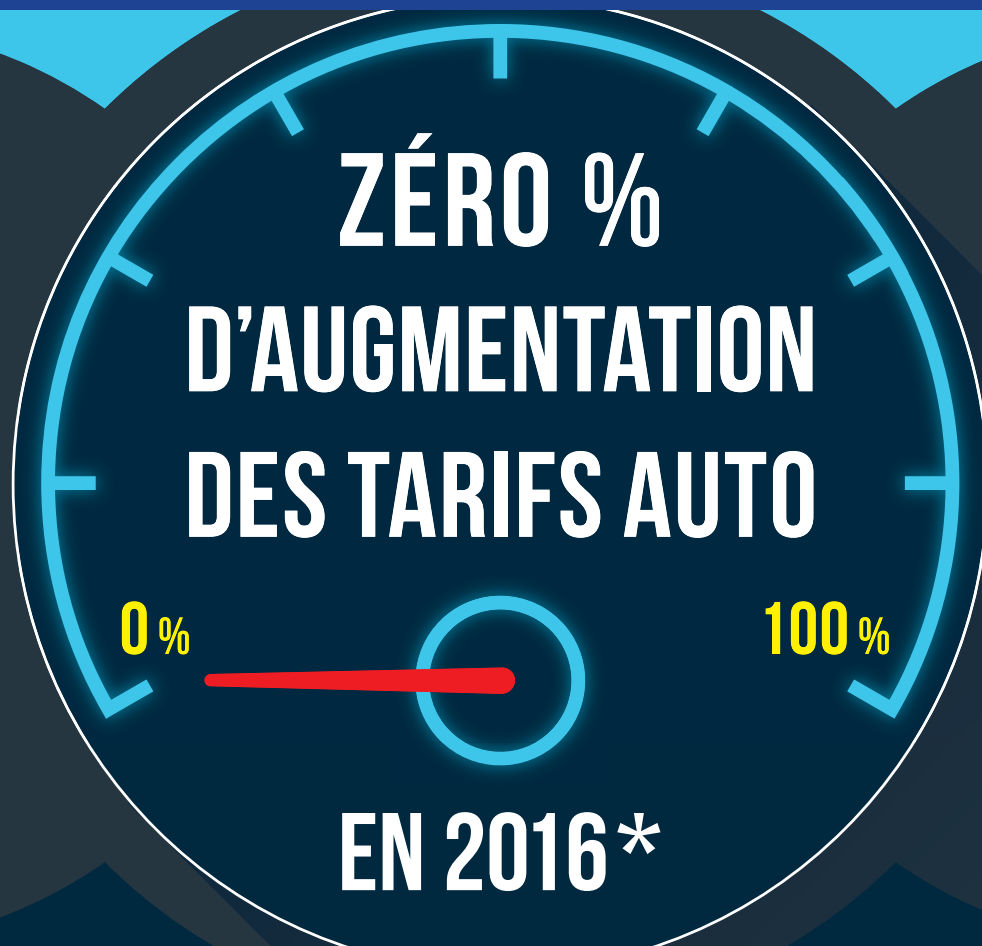 ZÉRO %
D’AUGMENTATION
DES TARIFS AUTO
0 %
100 %
EN 2016*